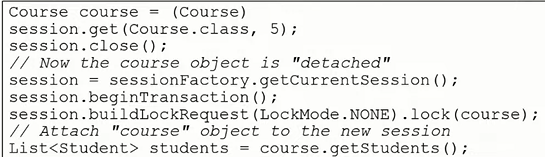 Course course = (Course)
session.get(Course.class, 5);
session.close();
// Now the course object is "detached"
session = sessionFactory.getCurrentSession();
session.beginTransaction();
session.buildLockRequest(LockMode.NONE).lock(course);
// Attach "course" object to the new session
List<Student> students = course.getStudents();